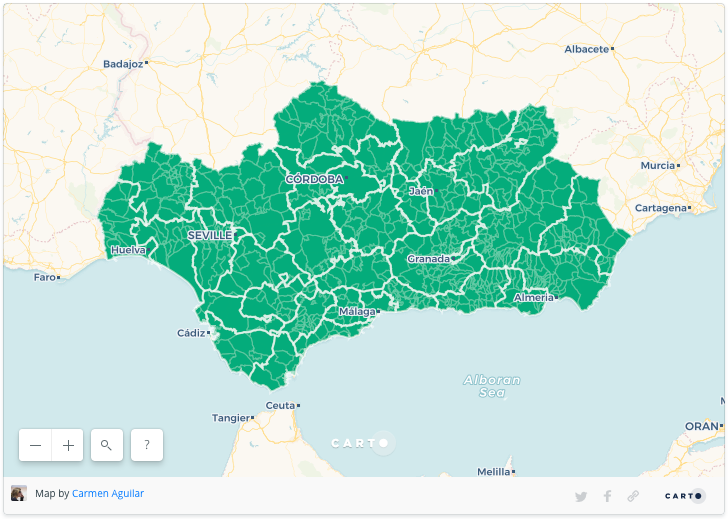 Badajoz
Albacete
Murcia
CÓRDOBA
Jaén
Cartagena
SEVILLE
Huelva
Granada
Faro
Almería
Málaga
Cádiz
Alboran
Sea
Ceuta
Tangier
ORAN
CARTO
?
Melilla
Map by Carmen Aguilar
CARTO